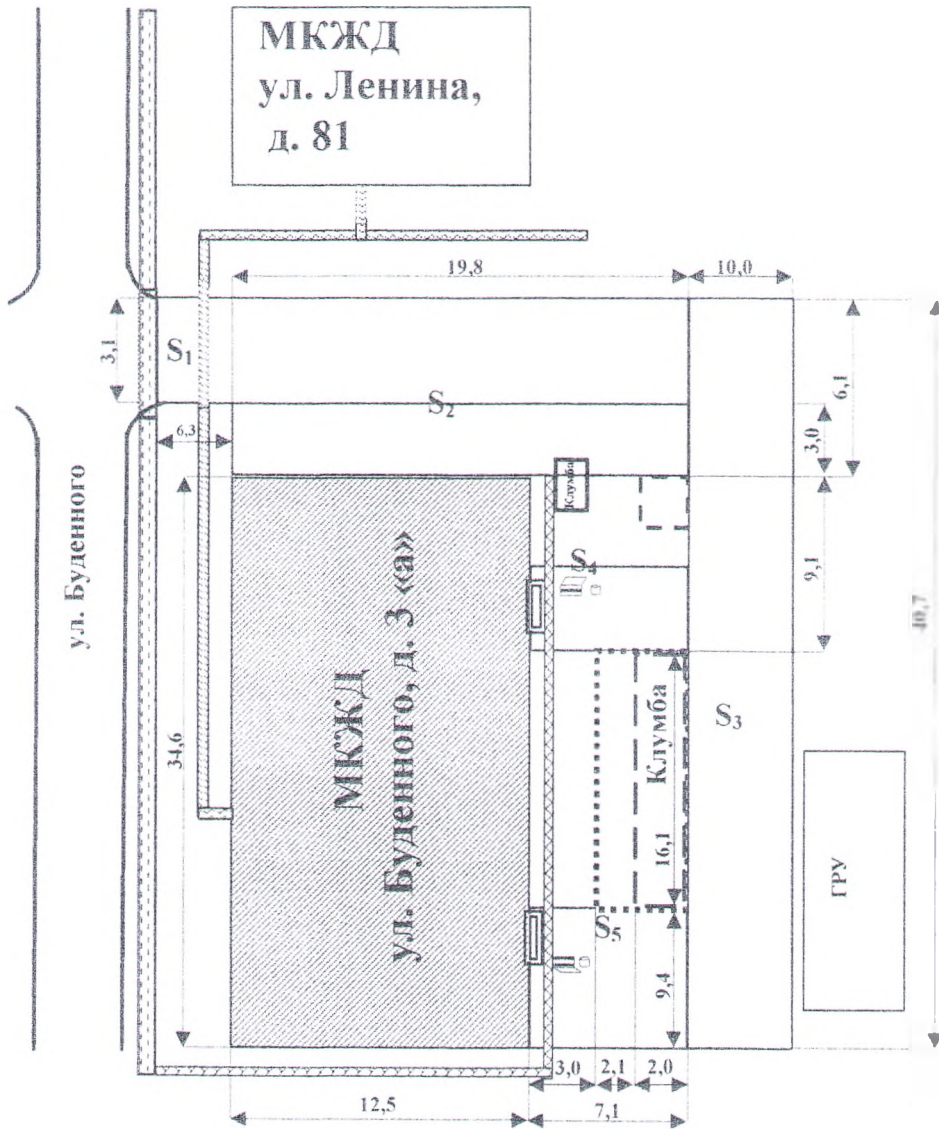 МКЖД
ул. Ленина,
д. 81
19,8
10,0
3,1
S1
S2
6,1
3,0
6,3
ул. Буденного
Клумба
S4
9,1
40,7
МКЖД
ул. Буденного, д. 3 «а»
34,6
Клумба
S3
16,1
ГРУ
S5
9,4
3,0
2,1
2,0
12,5
7,1